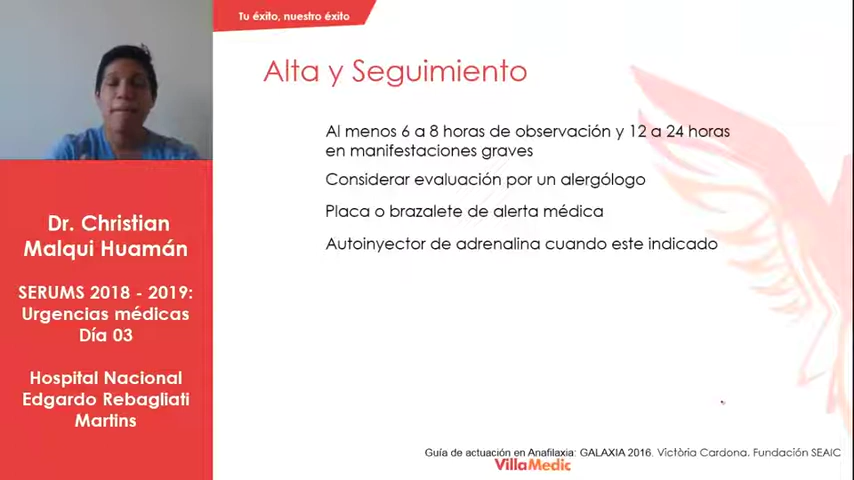 Tu éxito, nuestro éxito
Alta y Seguimiento
Al menos 6 a 8 horas de observación y 12 a 24 horas
en manifestaciones graves
Considerar evaluación por un alergólogo
Placa o brazalete de alerta médica
Autoinyector de adrenalina cuando este indicado
Dr. Christian
Malqui Huamán
SERUMS 2018 - 2019:
Urgencias médicas
Día 03
Hospital Nacional
Edgardo Rebagliati
Martins
Guía de actuación en Anafilaxia: GALAXIA 2016. Victòria Cardona. Fundación SEAIC
VillaMedic